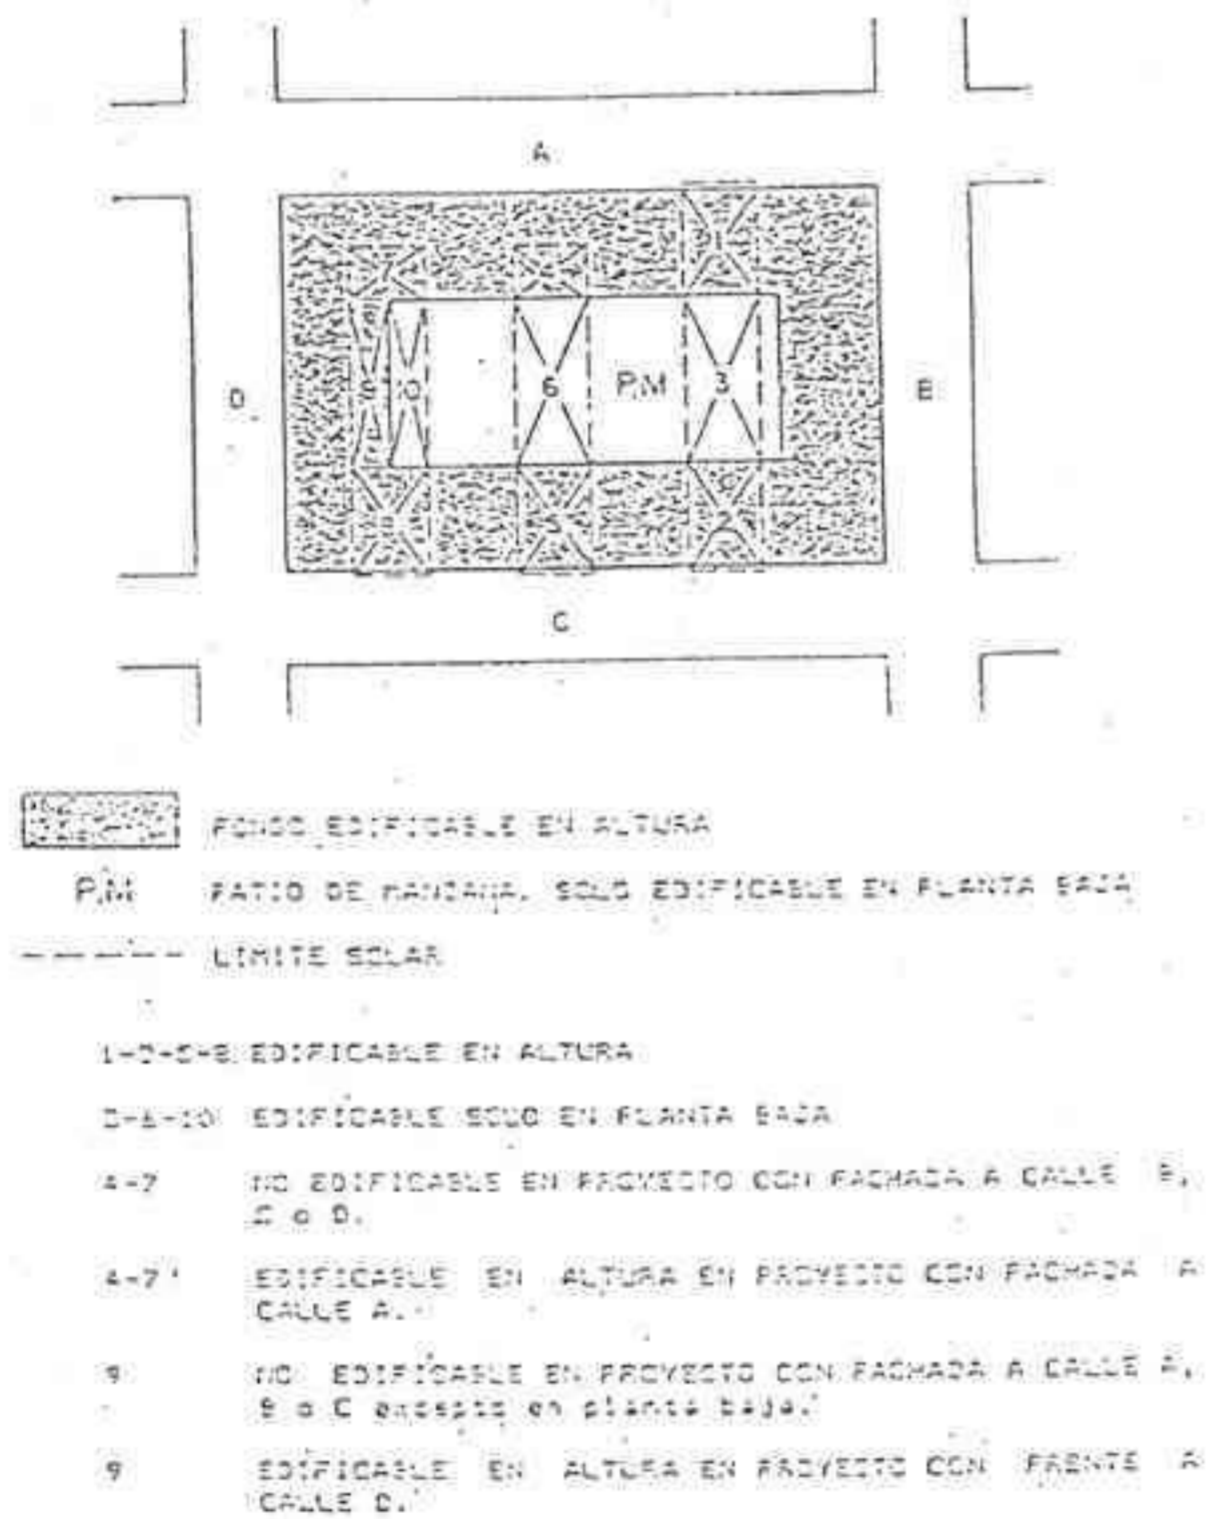 A
D
6
P.M
3
B
C
FONDO EDIFICABLE EN ALTURA
P.M PATIO DE MANZANA. SOLO EDIFICABLE EN PLANTA BAJA
LIMITE SOLAR
EDIFICABLE EN ALTURA
EDIFICABLE SOLO EN PLANTA BAJA
4-7 NO EDIFICABLE EN PROYECTO CON FACHADA A CALLE B,
C o D.
4-7 EDIFICABLE EN ALTURA EN PROYECTO CON FACHADA A
CALLE A.
9 NO EDIFICABLE EN PROYECTO CON FACHADA A CALLE A,
B o C excepto en planta baja.
9 EDIFICABLE EN ALTURA EN PROYECTO CON FRENTE A
CALLE D.